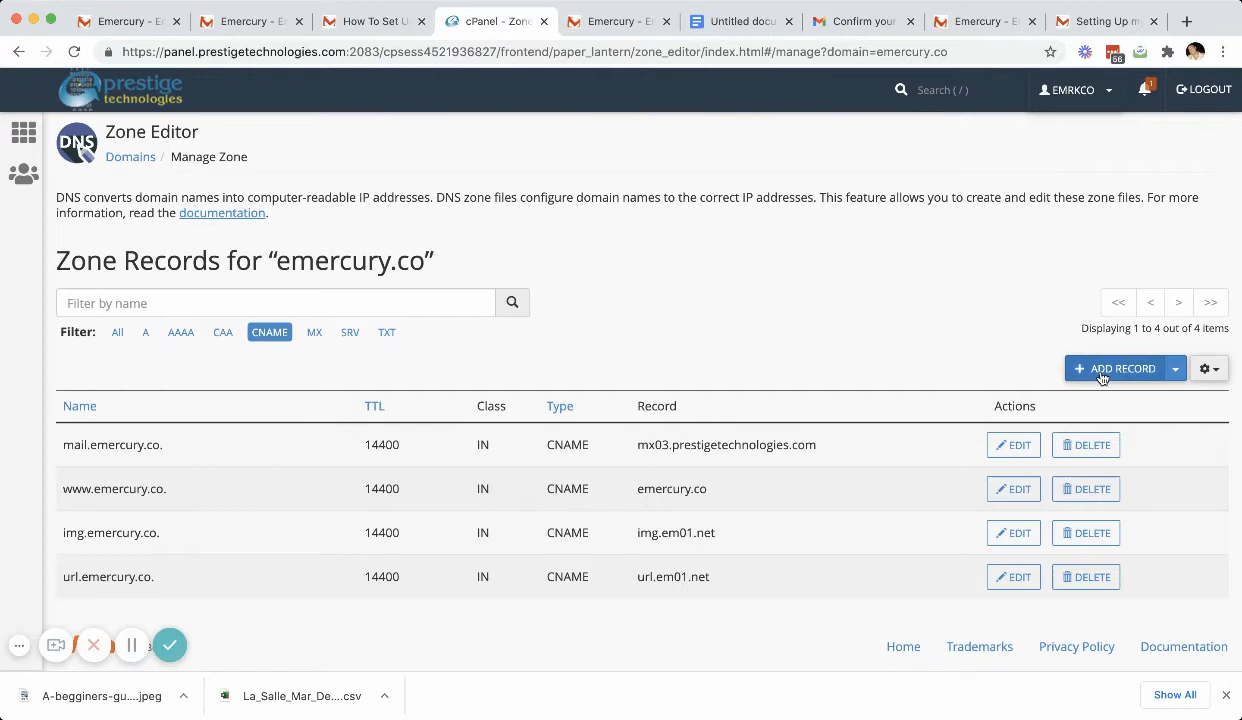 Emercury - Er
Emercury - Er
How To Set U
cPanel - Zone
Emercury - Er
Untitled docu
Confirm your
Emercury - Er
Setting Up m
https://panel.prestigetechnologies.com:2083/cpsess4521936827/frontend/paper_lantern/zone_editor/index.html#/manage?domain=emercury.co
56
prestige
technologies
Search ( / )
EMRKCO
1
LOGOUT
DNS
Zone Editor
Domains / Manage Zone
DNS converts domain names into computer-readable IP addresses. DNS zone files configure domain names to the correct IP addresses. This feature allows you to create and edit these zone files. For more
information, read the documentation.
Zone Records for “emercury.co”
Filter by name
<< < > >>
Filter: All A AAAA CAA CNAME MX SRV TXT
Displaying 1 to 4 out of 4 items
+ ADD RECORD
Name TTL Class Type Record Actions
mail.emercury.co. 14400 IN CNAME mx03.prestigetechnologies.com EDIT DELETE
www.emercury.co. 14400 IN CNAME emercury.co EDIT DELETE
img.emercury.co. 14400 IN CNAME img.em01.net EDIT DELETE
url.emercury.co. 14400 IN CNAME url.em01.net EDIT DELETE
Home Trademarks Privacy Policy Documentation
A-begginers-gu....jpeg
La_Salle_Mar_De....csv
Show All